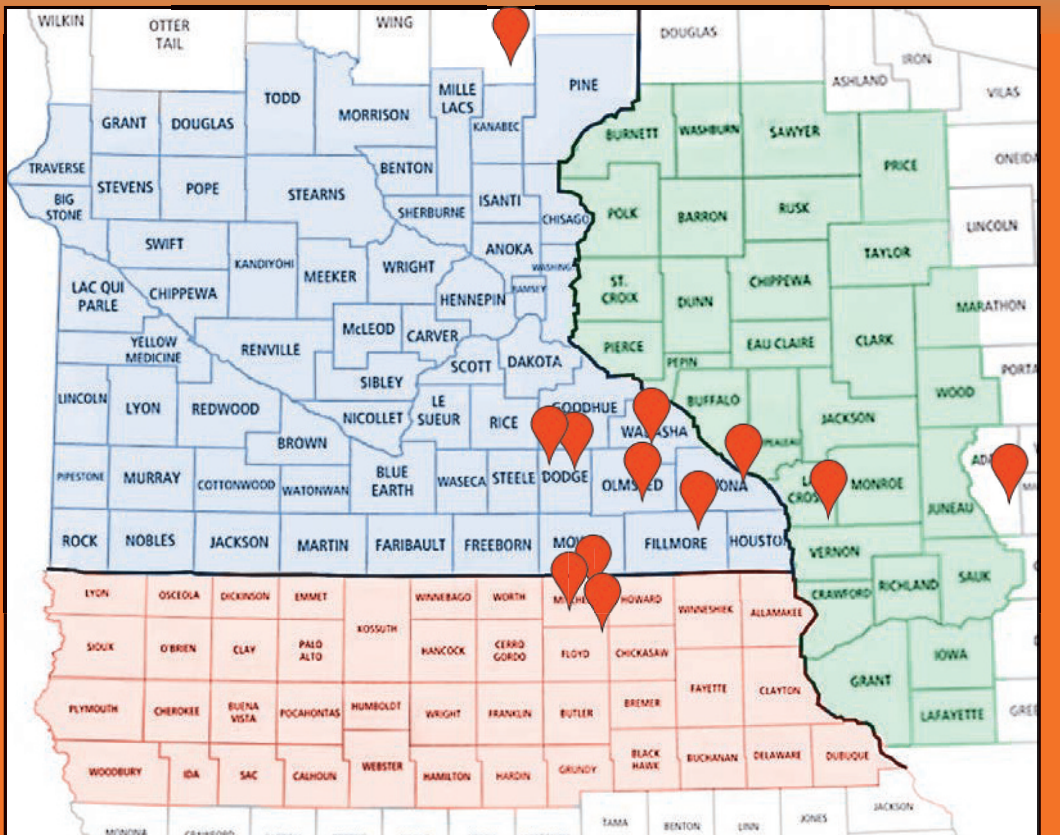 WILKIN
OTTER
TAIL
WING
DOUGLAS
IRON
ASHLAND
VILAS
TODD
MILLE
LACS
PINE
GRANT
DOUGLAS
MORRISON
KANABEC
BURNETT
WASHBURN
SAWYER
PRICE
ONEIDA
TRAVERSE
BENTON
STEVENS
POPE
STEARNS
BIG
STONE
ISANTI
SHERBURNE
CHISAGO
POLK
BARRON
RUSK
LINCOLN
SWIFT
ANOKA
TAYLOR
KANDIYOHI
MEEKER
WRIGHT
WASHING
LAC QUI
PARLE
CHIPPEWA
HENNEPIN
RAMSEY
ST.
CROIX
DUNN
CHIPPEWA
MARATHON
McLEOD
CARVER
YELLOW
MEDICINE
RENVILLE
PIERCE
EAU CLAIRE
CLARK
SCOTT
DAKOTA
PEPIN
PORTA
SIBLEY
LINCOLN
LYON
REDWOOD
NICOLLET
LE
SUEUR
RICE
GOODHUE
BUFFALO
JACKSON
WOOD
BROWN
PIPESTONE
MURRAY
COTTONWOOD
WATONWAN
BLUE
EARTH
WASECA
STEELE
DODGE
MONROE
JUNEAU
ROCK
NOBLES
JACKSON
MARTIN
FARIBAULT
FREEBORN
FILLMORE
HOUSTON
VERNON
RICHLAND
SAUK
CRAWFORD
LYON
OSCEOLA
DICKINSON
EMMET
WINNEBAGO
WORTH
HOWARD
WINNESHIEK
ALLAMAKEE
KOSSUTH
SIOUX
O'BRIEN
CLAY
PALO
ALTO
HANCOCK
CERRO
GORDO
FLOYD
CHICKASAW
IOWA
GRANT
FAYETTE
CLAYTON
PLYMOUTH
CHEROKEE
BUENA
VISTA
POCAHONTAS
HUMBOLDT
WRIGHT
FRANKLIN
BUTLER
BREMER
LAFAYETTE
GREE
WOODBURY
IDA
SAC
CALHOUN
WEBSTER
HAMILTON
HARDIN
GRUNDY
BLACK
HAWK
BUCHANAN
DELAWARE
DUBUQUE
JACKSON
TAMA
BENTON
LINN
JONES
MONONA
CRAWFORD